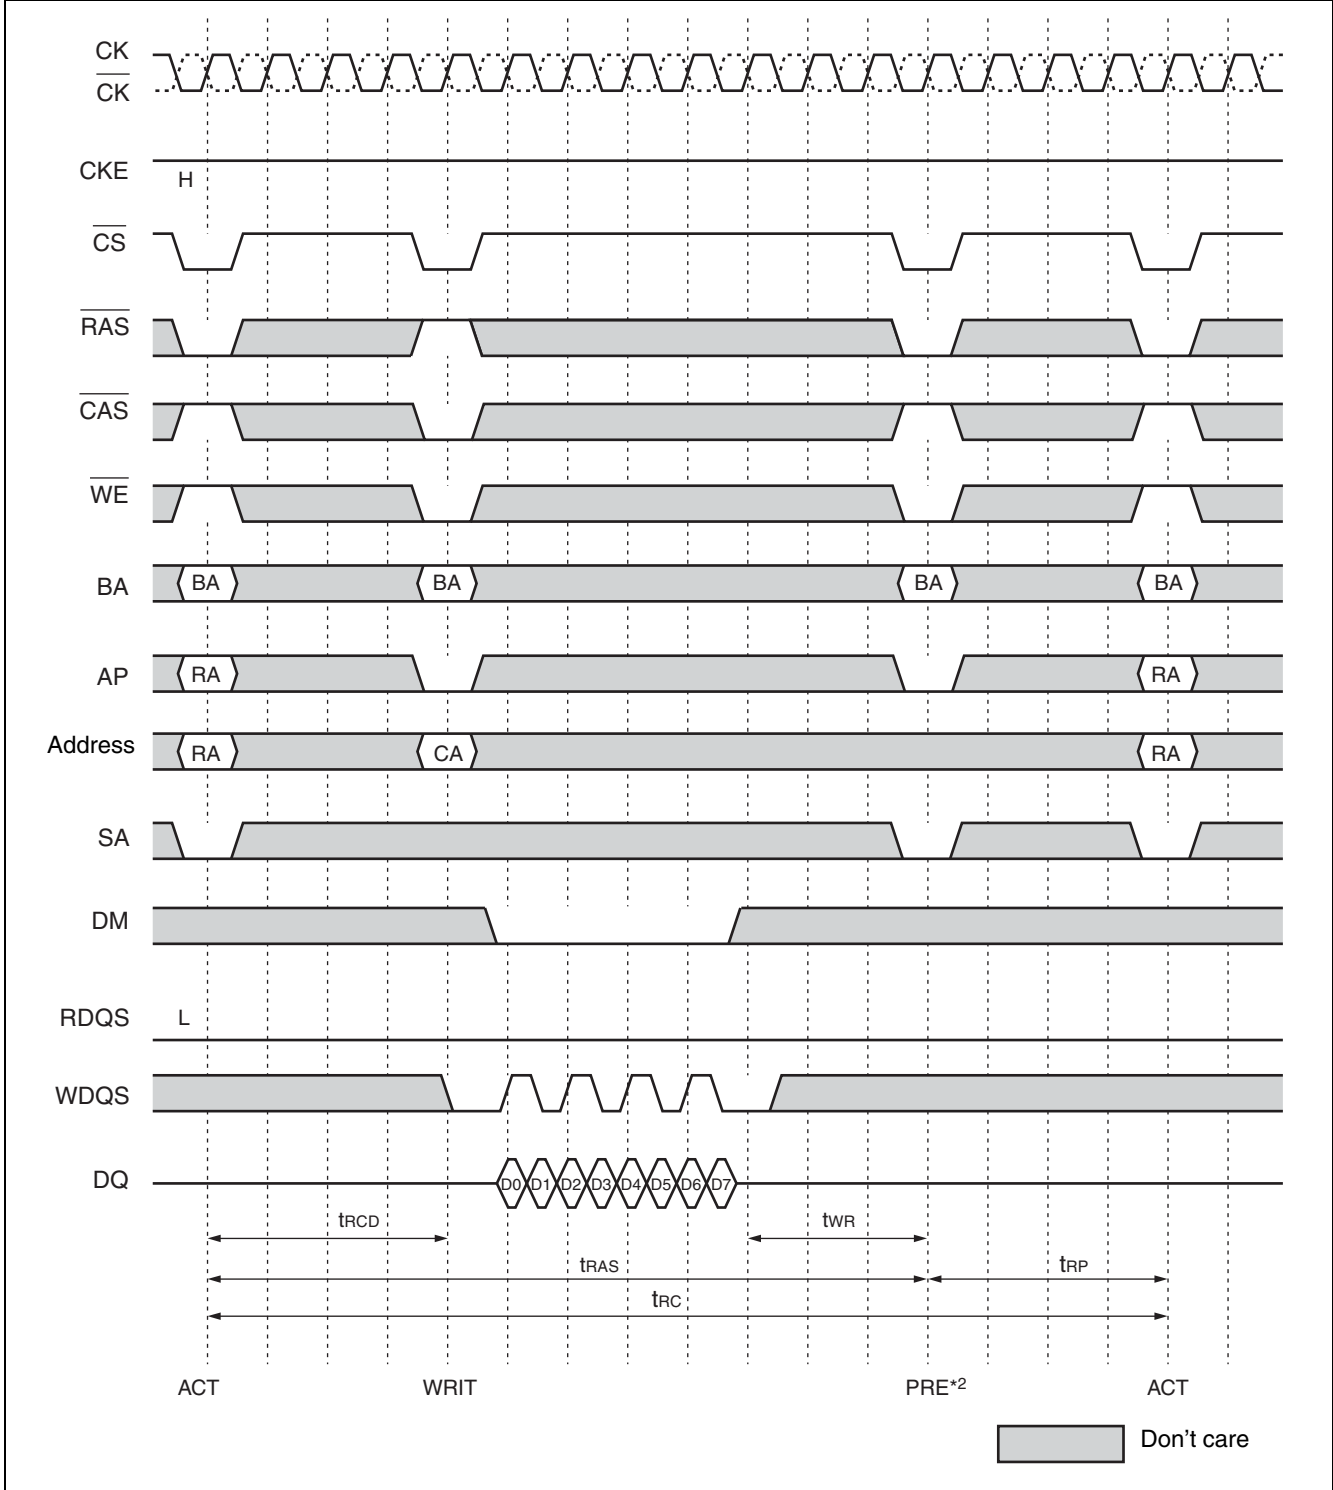 CK
CK
CKE
H
CS
RAS
CAS
WE
BA
BA
BA
BA
BA
AP
RA
RA
Address
RA
CA
RA
SA
DM
RDQS
L
WDQS
DQ
D0 D1 D2 D3 D4 D5 D6 D7
tRCD
tWR
tRAS
tRP
tRC
ACT
WRIT
PRE*2
ACT
Don't care